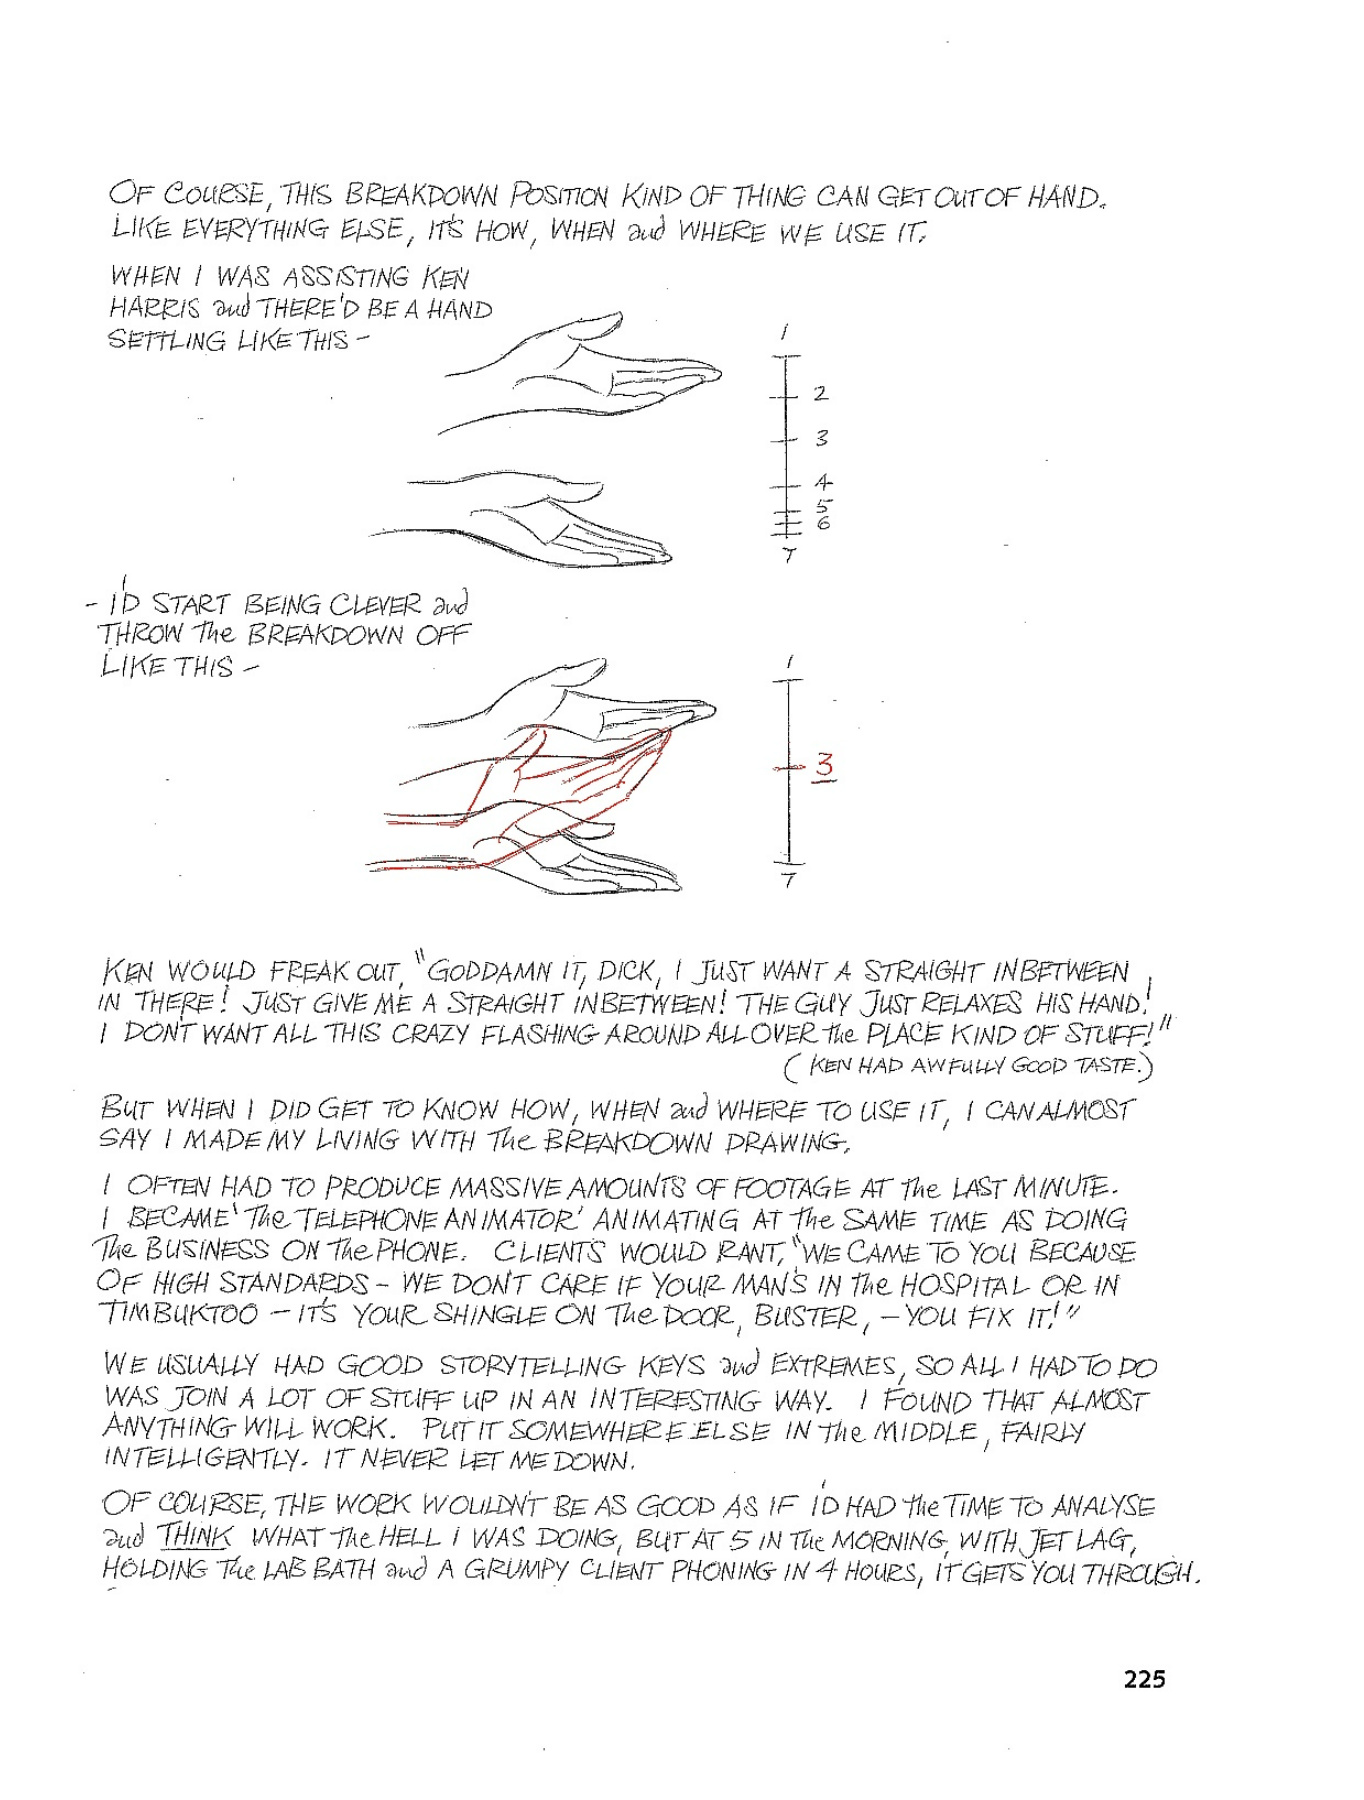 OF COURSE, THIS BREAKDOWN POSITION KIND OF THING CAN GET OUT OF HAND.
LIKE EVERYTHING ELSE, IT'S HOW, WHEN and WHERE WE USE IT.
WHEN I WAS ASSISTING KEN
HARRIS and THERE'D BE A HAND
SETTLING LIKE THIS -
1
2
3
4
5
6
7
- I'D START BEING CLEVER and
THROW The BREAKDOWN OFF
LIKE THIS -
1
3
7
KEN WOULD FREAK OUT, "GODDAMN IT, DICK, I JUST WANT A STRAIGHT INBETWEEN
IN THERE! JUST GIVE ME A STRAIGHT INBETWEEN! THE GUY JUST RELAXES HIS HAND!
I DON'T WANT ALL THIS CRAZY FLASHING AROUND ALL OVER the PLACE KIND OF STUFF!"
(KEN HAD AWFULLY GOOD TASTE.)
BUT WHEN I DID GET TO KNOW HOW, WHEN and WHERE TO USE IT, I CAN ALMOST
SAY I MADE MY LIVING WITH The BREAKDOWN DRAWING.
I OFTEN HAD TO PRODUCE MASSIVE AMOUNTS OF FOOTAGE AT The LAST MINUTE.
I BECAME 'The TELEPHONE ANIMATOR' ANIMATING AT the SAME TIME AS DOING
The BUSINESS ON The PHONE. CLIENTS WOULD RANT, "WE CAME TO YOU BECAUSE
OF HIGH STANDARDS - WE DON'T CARE IF YOUR MAN'S IN the HOSPITAL OR IN
TIMBUKTOO - IT'S YOUR SHINGLE ON The DOOR, BUSTER, - YOU FIX IT!"
WE USUALLY HAD GOOD STORYTELLING KEYS and EXTREMES, SO ALL I HAD TO DO
WAS JOIN A LOT OF STUFF UP IN AN INTERESTING WAY. I FOUND THAT ALMOST
ANYTHING WILL WORK. PUT IT SOMEWHERE ELSE IN the MIDDLE, FAIRLY
INTELLIGENTLY. IT NEVER LET ME DOWN.
OF COURSE, THE WORK WOULDN'T BE AS GOOD AS IF I'D HAD the TIME TO ANALYSE
and THINK WHAT The HELL I WAS DOING, BUT AT 5 IN The MORNING, WITH JET LAG,
HOLDING The LAB BATH and A GRUMPY CLIENT PHONING IN 4 HOURS, IT GETS YOU THROUGH.
225